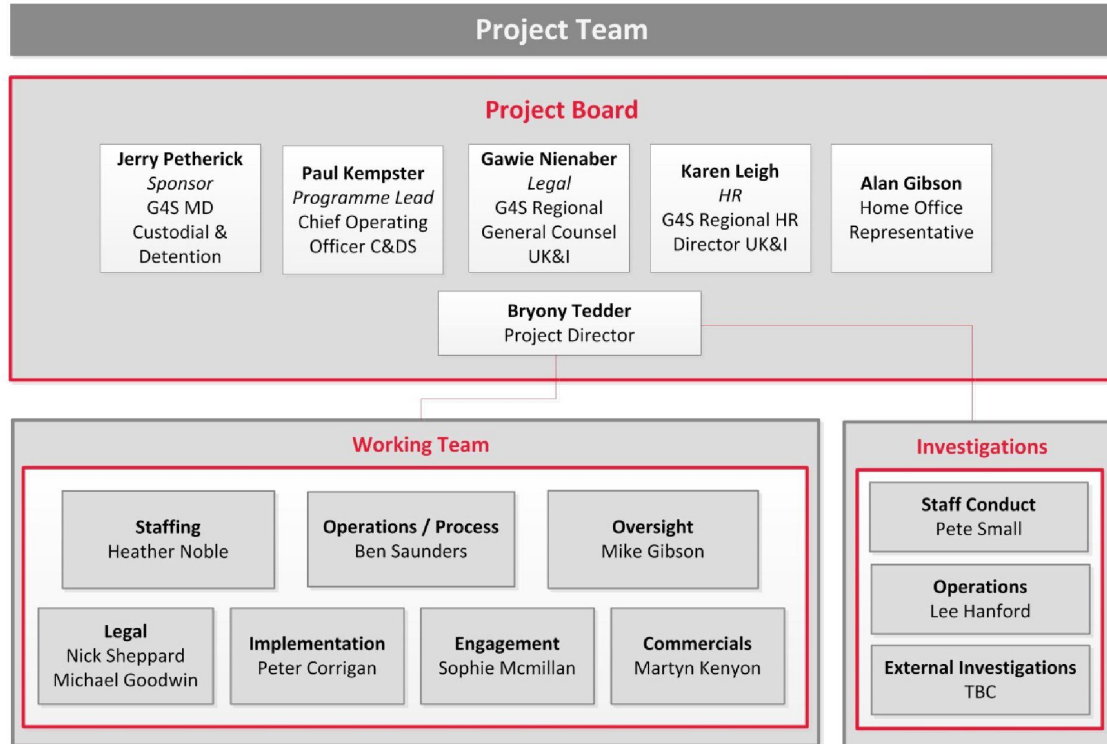 Project Team
Project Board
Jerry Petherick
Sponsor
G4S MD
Custodial &
Detention
Paul Kempster
Programme Lead
Chief Operating
Officer C&DS
Gawie Nienaber
Legal
G4S Regional
General Counsel
UK&I
Karen Leigh
HR
G4S Regional HR
Director UK&I
Alan Gibson
Home Office
Representative
Bryony Tedder
Project Director
Working Team
Staffing
Heather Noble
Operations / Process
Ben Saunders
Oversight
Mike Gibson
Legal
Nick Sheppard
Michael Goodwin
Implementation
Peter Corrigan
Engagement
Sophie Mcmillan
Commercials
Martyn Kenyon
Investigations
Staff Conduct
Pete Small
Operations
Lee Hanford
External Investigations
TBC